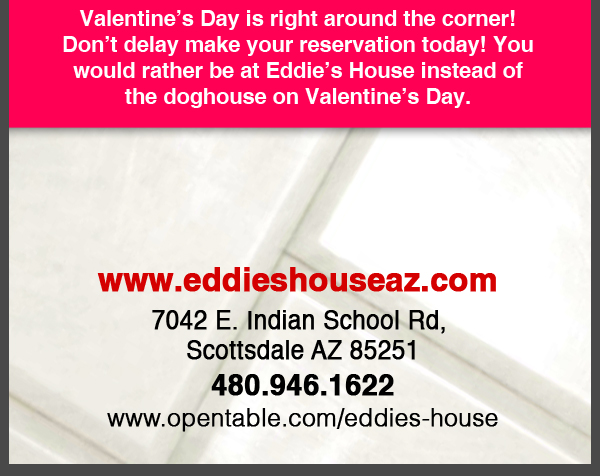 Valentine’s Day is right around the corner!
Don’t delay make your reservation today! You
would rather be at Eddie’s House instead of
the doghouse on Valentine’s Day.
www.eddieshouseaz.com
7042 E. Indian School Rd,
Scottsdale AZ 85251
480.946.1622
www.opentable.com/eddies-house